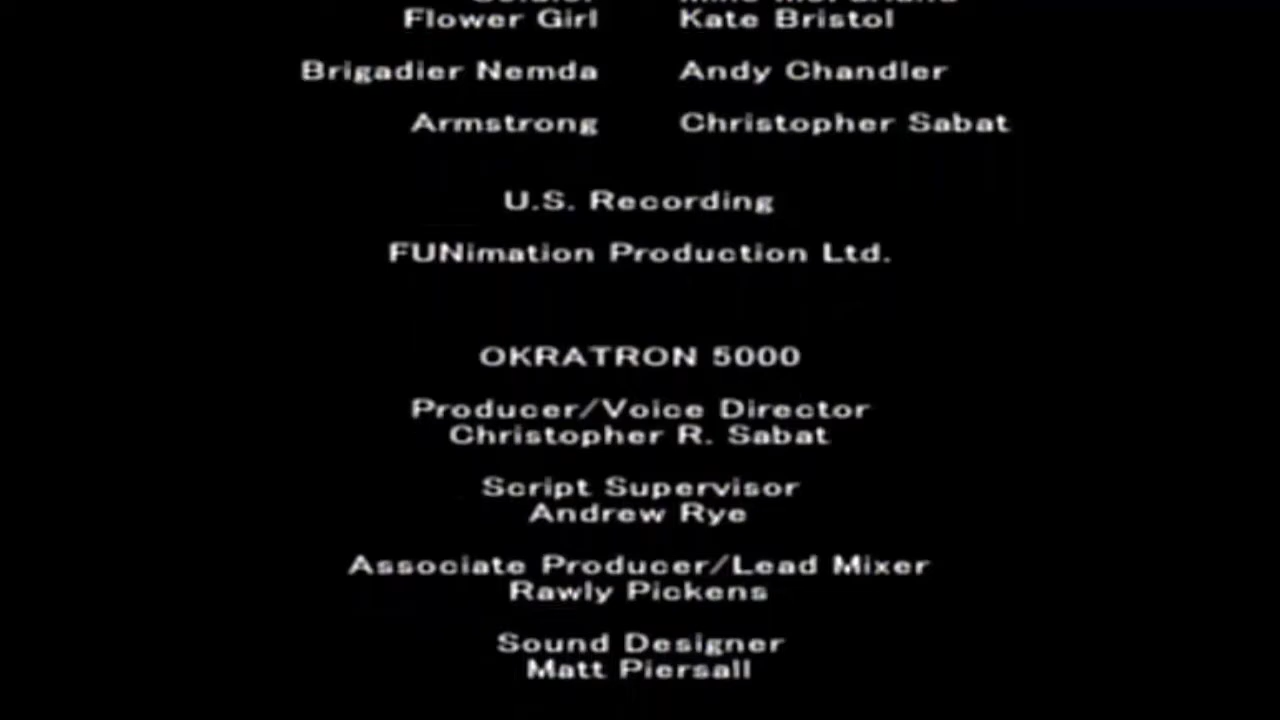 Flower Girl Kate Bristol
Brigadier Nemda Andy Chandler
Armstrong Christopher Sabat
U.S. Recording
FUNimation Production Ltd.
OKRATRON 5000
Producer/Voice Director
Christopher R. Sabat
Script Supervisor
Andrew Rye
Associate Producer/Lead Mixer
Rawly Pickens
Sound Designer
Matt Piersall